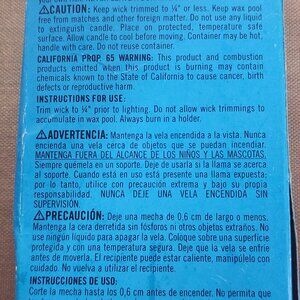 ⚠CAUTION: Keep wick trimmed to ¼" or less. Keep wax pool
free from matches and other foreign matter. Do not use any liquid
to extinguish candle. Place on protected, temperature safe
surface. Allow candle to cool before moving. Container may be hot,
handle with care. Do not reuse container.
CALIFORNIA PROP. 65 WARNING: This product and combustion
products emitted when this product is burning may contain
chemicals known to the State of California to cause cancer, birth
defects or reproductive harm.
INSTRUCTIONS FOR USE:
Trim wick to ¼" prior to lighting. Do not allow wick trimmings
to accumulate in wax pool. Always burn in a holder.
⚠ADVERTENCIA: Mantenga la vela encendida a la vista. Nunca
encienda una vela cerca de objetos que se puedan incendiar.
MANTENGA FUERA DEL ALCANCE DE LOS NIÑOS Y LAS MASCOTAS.
Siempre quémela en un soporte. Deje de usarla si la llama se acerca
al soporte. Cuando está en uso está presente una llama expuesta;
por lo tanto, utilice con precaución extrema y bajo su propia
responsabilidad. NUNCA DEJE UNA VELA ENCENDIDA SIN
SUPERVISIÓN.
⚠PRECAUCIÓN: Deje una mecha de 0,6 cm de largo o menos.
Mantenga la cera derretida sin fósforos ni otros objetos extraños. No
use ningún líquido para apagar la vela. Coloque sobre una superficie
protegida y con una temperatura segura. Deje que la vela se enfríe
antes de moverla. El recipiente puede estar caliente, manipúlelo con
cuidado. No vuelva a utilizar el recipiente.
INSTRUCCIONES DE USO:
Corte la mecha hasta los 0,6 cm antes de encender. No permita que